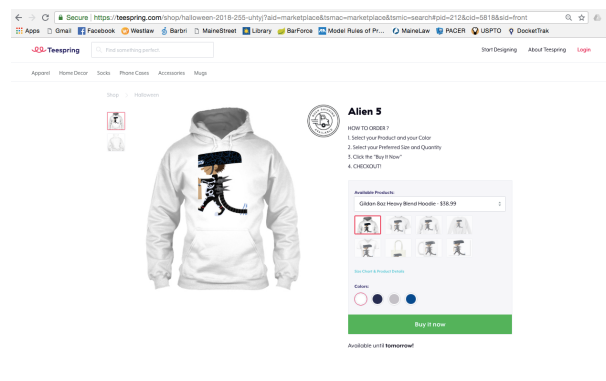 Secure https://teespring.com/shop/halloween-2018-255-uhtyj?aid=marketplace&tsmac=marketplace&tsmic=search#pid=212&cid=5818&sid=front
Apps Gmail Facebook Westlaw Barbri MaineStreet Library BarForce Model Rules of Pr... MaineLaw PACER USPTO DocketTrak
Teespring Find something perfect Start Designing About Teespring Login
Apparel Home Decor Socks Phone Cases Accessories Mugs
Shop Halloween
Alien 5
HOW TO ORDER ?
1. Select your Product and your Color
2. Select your Preferred Size and Quantity
3. Click the "Buy It Now"
4. CHECKOUT!
Available Products:
Gildan 8oz Heavy Blend Hoodie - $38.99
Size Chart & Product Details
Colors:
Buy it now
Available until tomorrow!